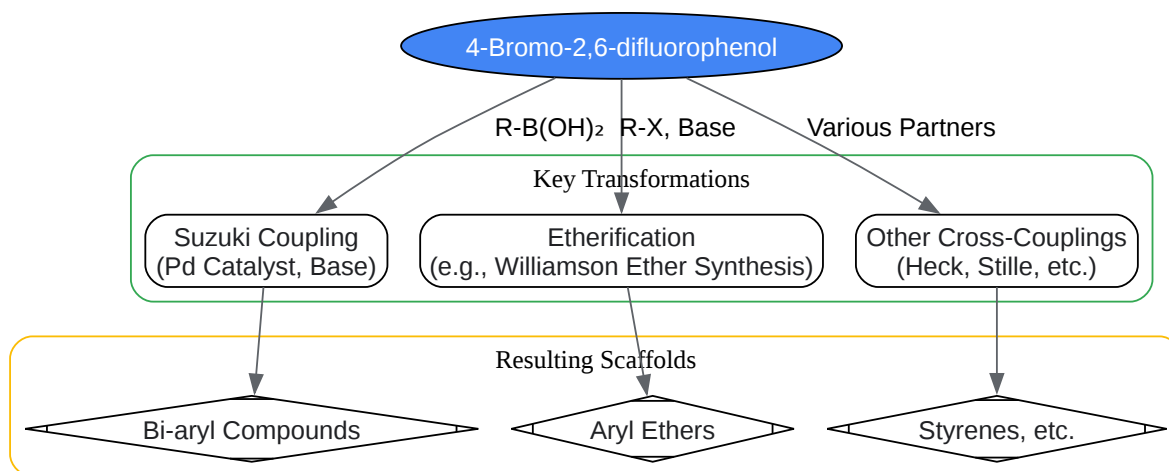 4-Bromo-2,6-difluorophenol
R-B(OH)₂
R-X, Base
Various Partners
Key Transformations
Suzuki Coupling
(Pd Catalyst, Base)
Etherification
(e.g., Williamson Ether Synthesis)
Other Cross-Couplings
(Heck, Stille, etc.)
Resulting Scaffolds
Bi-aryl Compounds
Aryl Ethers
Styrenes, etc.